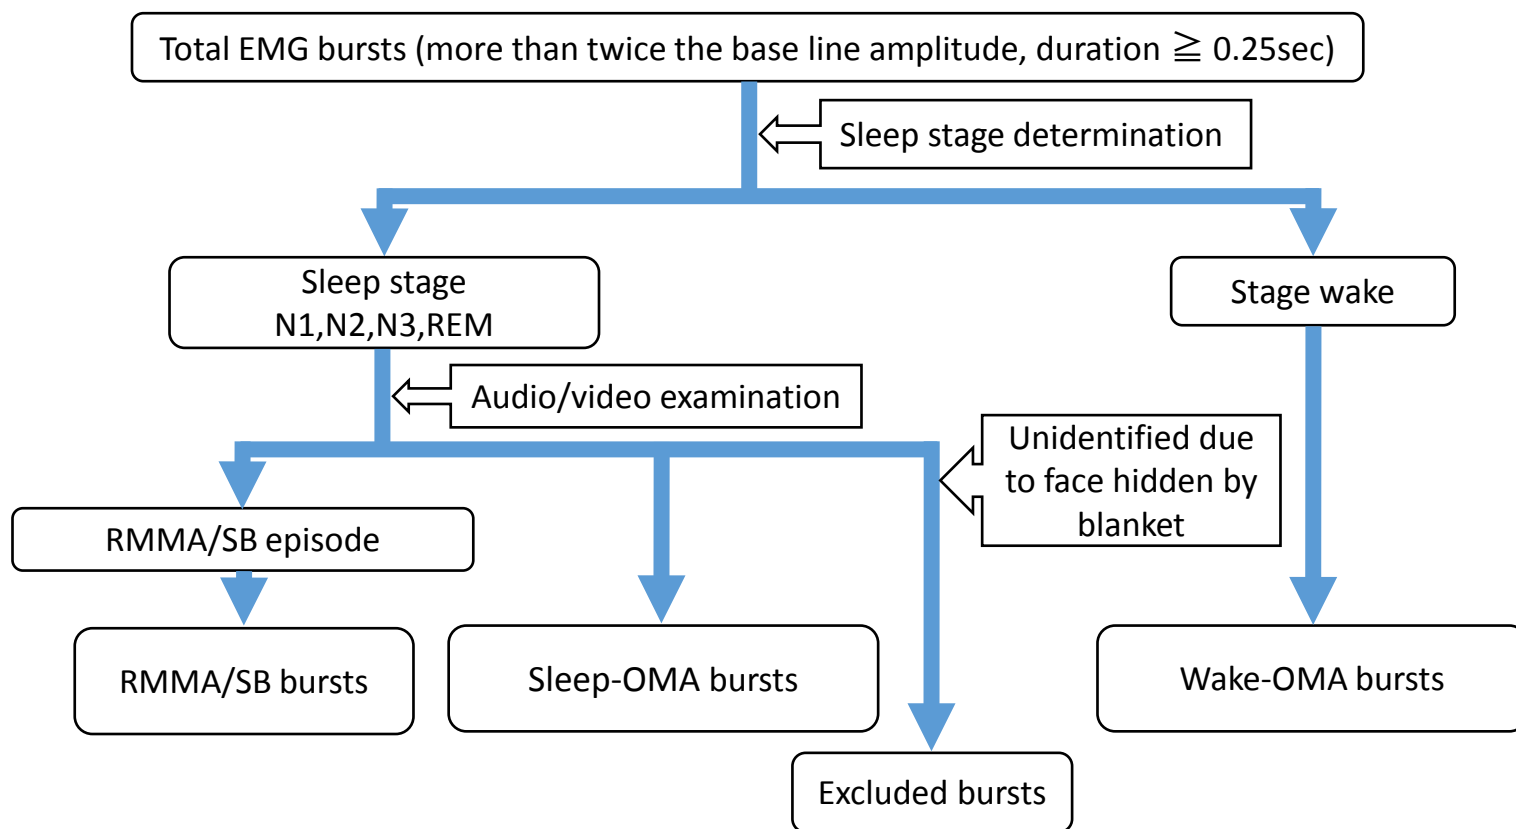 Total EMG bursts (more than twice the base line amplitude, duration ≧ 0.25sec)
Sleep stage determination
Sleep stage
N1,N2,N3,REM
Stage wake
Audio/video examination
Unidentified due
to face hidden by
blanket
RMMA/SB episode
RMMA/SB bursts
Sleep-OMA bursts
Wake-OMA bursts
Excluded bursts